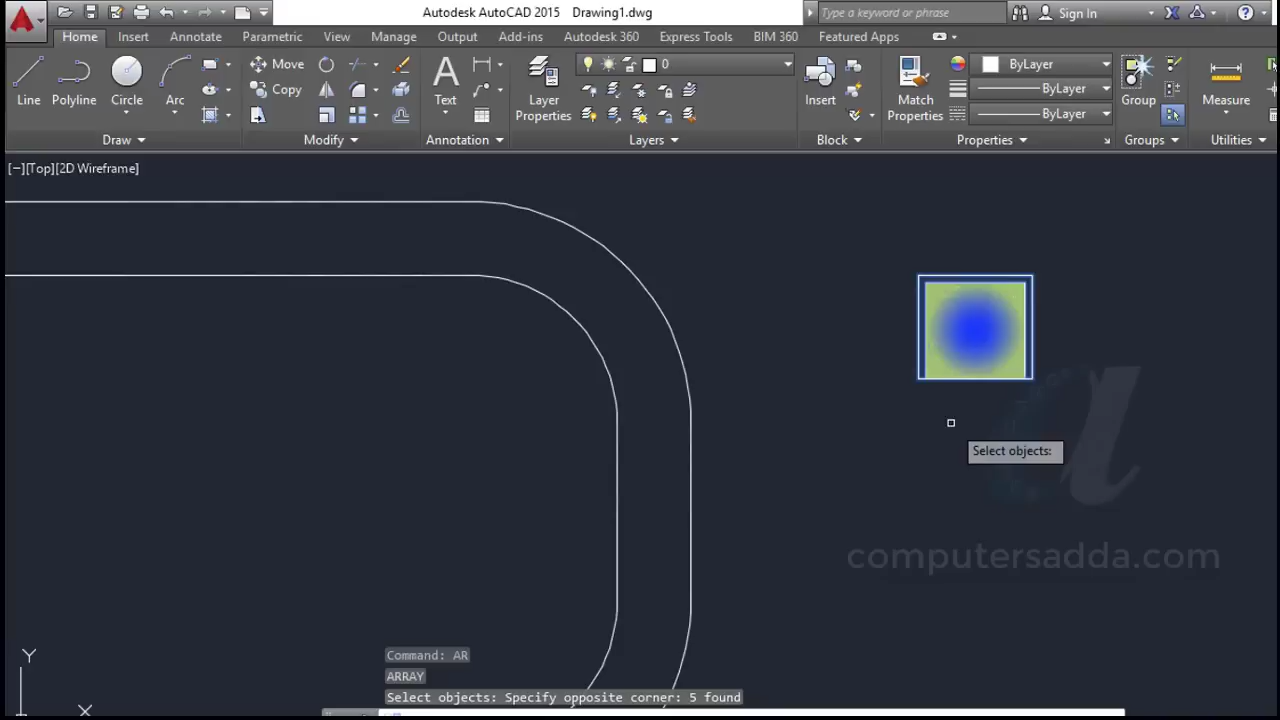 Autodesk AutoCAD 2015 Drawing1.dwg
Type a keyword or phrase
Sign In
Home Insert Annotate Parametric View Manage Output Add-ins Autodesk 360 Express Tools BIM 360 Featured Apps
Line Polyline Circle Arc
Move
Copy
Text
Layer Properties
0
Insert
Match Properties
ByLayer
ByLayer
ByLayer
Group
Measure
Draw Modify Annotation Layers Block Properties Groups Utilities
[−][Top][2D Wireframe]
Select objects:
computersadda.com
Y
X
Command: AR
ARRAY
Select objects: Specify opposite corner: 5 found